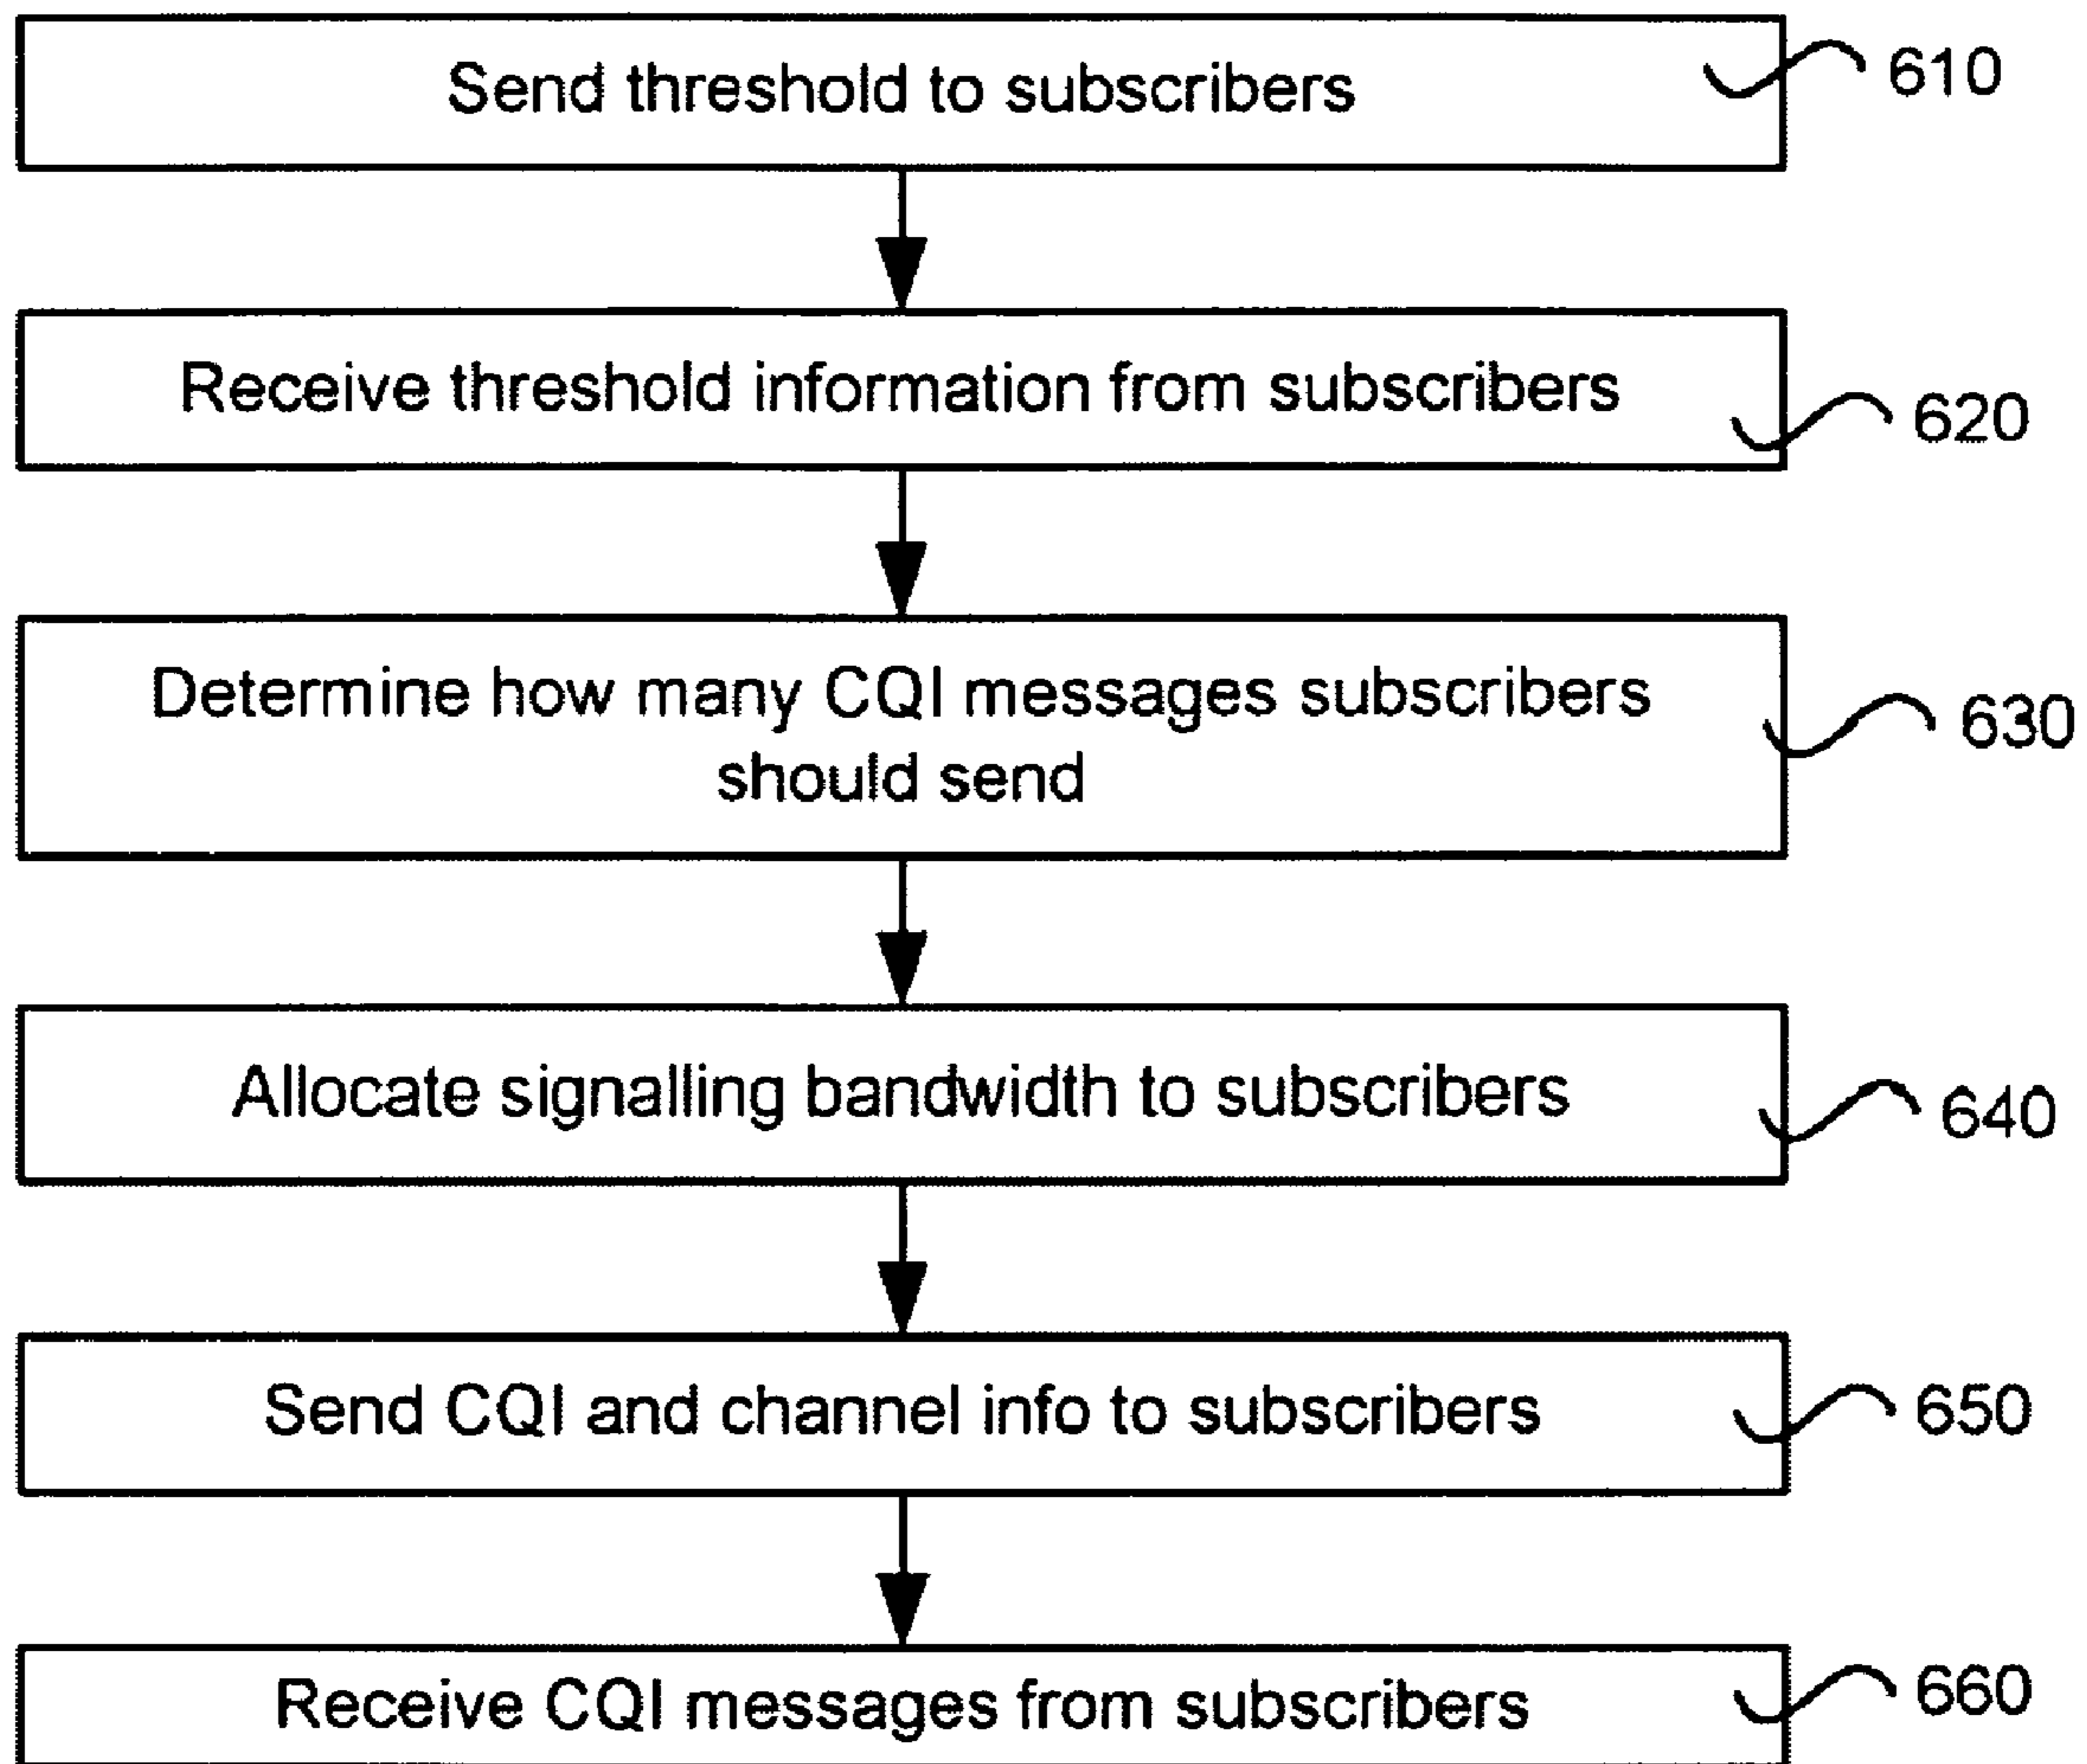 Send threshold to subscribers
610
Receive threshold information from subscribers
620
Determine how many CQI messages subscribers
should send
630
Allocate signalling bandwidth to subscribers
640
Send CQI and channel info to subscribers
650
Receive CQI messages from subscribers
660